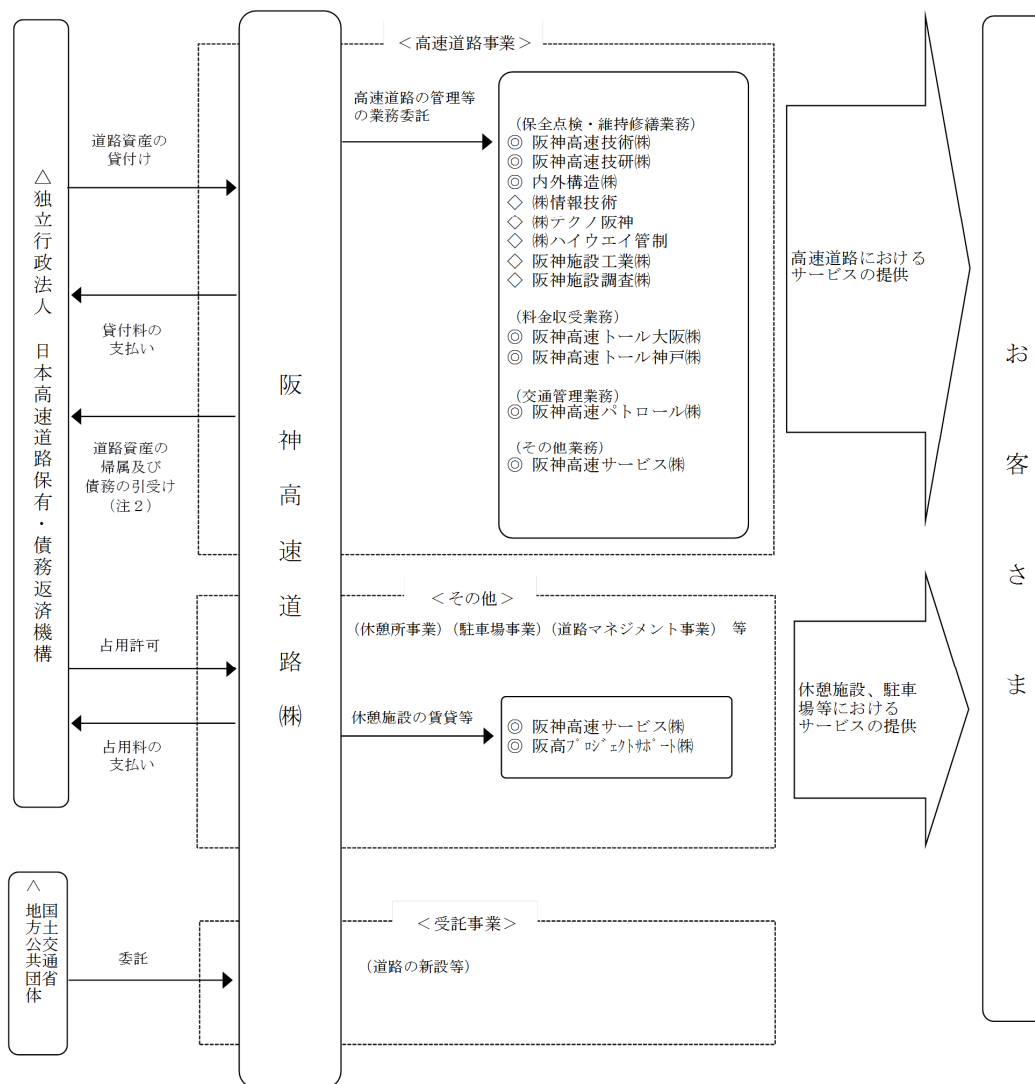 △独立行政法人　日本高速道路保有・債務返済機構
道路資産の
貸付け
貸付料の
支払い
道路資産の
帰属及び
債務の引受け
（注２）
占用許可
占用料の
支払い
△国土交通省
地方公共団体
委託
阪神高速道路㈱
＜高速道路事業＞
高速道路の管理等
の業務委託
（保全点検・維持修繕業務）
◎ 阪神高速技術㈱
◎ 阪神高速技研㈱
◎ 内外構造㈱
◇ ㈱情報技術
◇ ㈱テクノ阪神
◇ ㈱ハイウエイ管制
◇ 阪神施設工業㈱
◇ 阪神施設調査㈱
（料金収受業務）
◎ 阪神高速トール大阪㈱
◎ 阪神高速トール神戸㈱
（交通管理業務）
◎ 阪神高速パトロール㈱
（その他業務）
◎ 阪神高速サービス㈱
高速道路における
サービスの提供
＜その他＞
（休憩所事業）（駐車場事業）（道路マネジメント事業） 等
休憩施設の賃貸等
◎ 阪神高速サービス㈱
◎ 阪高ﾌﾟﾛｼﾞｪｸﾄｻﾎﾟｰﾄ㈱
休憩施設、駐車
場等における
サービスの提供
＜受託事業＞
（道路の新設等）
お客さま